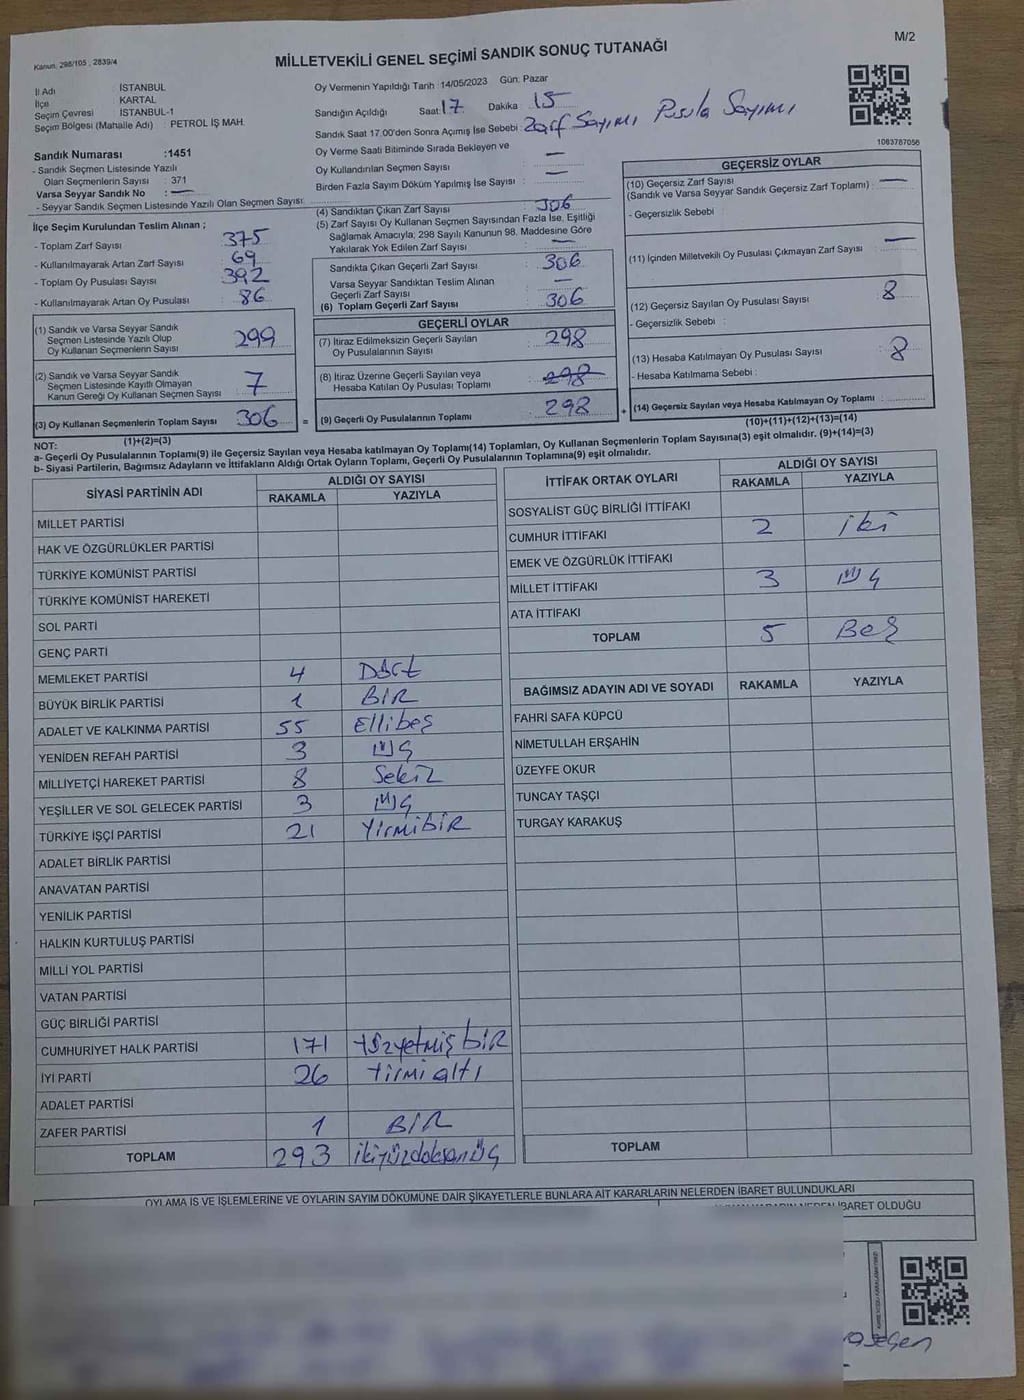 M/2
Kanun: 298/105 , 2839/4
MİLLETVEKİLİ GENEL SEÇİMİ SANDIK SONUÇ TUTANAĞI
İl Adı : İSTANBUL
İlçe : KARTAL
Seçim Çevresi : İSTANBUL-1
Seçim Bölgesi (Mahalle Adı) : PETROL İŞ MAH.
Oy Vermenin Yapıldığı Tarih :14/05/2023 Gün: Pazar
Sandığın Açıldığı Saat: 17 Dakika : 15
Sandık Saat 17.00'den Sonra Açımış İse Sebebi : Zarf Sayımı Pusula Sayımı
1083787056
Sandık Numarası :1451
- Sandık Seçmen Listesinde Yazılı
Olan Seçmenlerin Sayısı : 371
Varsa Seyyar Sandık No : —
- Seyyar Sandık Seçmen Listesinde Yazılı Olan Seçmen Sayısı:
Oy Verme Saati Bitiminde Sırada Bekleyen ve
Oy Kullandırılan Seçmen Sayısı : —
Birden Fazla Sayım Döküm Yapılmış İse Sayısı : —
İlçe Seçim Kurulundan Teslim Alınan ;
- Toplam Zarf Sayısı : 375
- Kullanılmayarak Artan Zarf Sayısı : 69
- Toplam Oy Pusulası Sayısı : 392
- Kullanılmayarak Artan Oy Pusulası : 86
(1) Sandık ve Varsa Seyyar Sandık
Seçmen Listesinde Yazılı Olup
Oy Kullanan Seçmenlerin Sayısı : 299
(2) Sandık ve Varsa Seyyar Sandık
Seçmen Listesinde Kayıtlı Olmayan
Kanun Gereği Oy Kullanan Seçmen Sayısı : 7
(3) Oy Kullanan Seçmenlerin Toplam Sayısı : 306
(1)+(2)=(3)
(4) Sandıktan Çıkan Zarf Sayısı : 306
(5) Zarf Sayısı Oy Kullanan Seçmen Sayısından Fazla İse, Eşitliği
Sağlamak Amacıyla; 298 Sayılı Kanunun 98. Maddesine Göre
Yakılarak Yok Edilen Zarf Sayısı : —
Sandıkta Çıkan Geçerli Zarf Sayısı : 306
Varsa Seyyar Sandıktan Teslim Alınan
Geçerli Zarf Sayısı : —
(6) Toplam Geçerli Zarf Sayısı : 306
GEÇERLİ OYLAR
(7) İtiraz Edilmeksizin Geçerli Sayılan
Oy Pusulalarının Sayısı : 298
(8) İtiraz Üzerine Geçerli Sayılan veya
Hesaba Katılan Oy Pusulası Toplamı : 298
= (9) Geçerli Oy Pusulalarının Toplamı : 298
GEÇERSİZ OYLAR
(10) Geçersiz Zarf Sayısı
(Sandık ve Varsa Seyyar Sandık Geçersiz Zarf Toplamı) : —
- Geçersizlik Sebebi :
(11) İçinden Milletvekili Oy Pusulası Çıkmayan Zarf Sayısı : —
(12) Geçersiz Sayılan Oy Pusulası Sayısı : 8
- Geçersizlik Sebebi :
(13) Hesaba Katılmayan Oy Pusulası Sayısı : 8
- Hesaba Katılmama Sebebi :
+ (14) Geçersiz Sayılan veya Hesaba Katılmayan Oy Toplamı :
(10)+(11)+(12)+(13)=(14)
NOT:
a- Geçerli Oy Pusulalarının Toplamı(9) ile Geçersiz Sayılan veya Hesaba katılmayan Oy Toplamı(14) Toplamları, Oy Kullanan Seçmenlerin Toplam Sayısına(3) eşit olmalıdır. (9)+(14)=(3)
b- Siyasi Partilerin, Bağımsız Adayların ve İttifakların Aldığı Ortak Oyların Toplamı, Geçerli Oy Pusulalarının Toplamına(9) eşit olmalıdır.
SİYASİ PARTİNİN ADI ALDIĞI OY SAYISI
RAKAMLA YAZIYLA
MİLLET PARTİSİ
HAK VE ÖZGÜRLÜKLER PARTİSİ
TÜRKİYE KOMÜNİST PARTİSİ
TÜRKİYE KOMÜNİST HAREKETİ
SOL PARTİ
GENÇ PARTİ
MEMLEKET PARTİSİ 4 Dört
BÜYÜK BİRLİK PARTİSİ 1 BİR
ADALET VE KALKINMA PARTİSİ 55 Ellibeş
YENİDEN REFAH PARTİSİ 3 Üç
MİLLİYETÇİ HAREKET PARTİSİ 8 Sekiz
YEŞİLLER VE SOL GELECEK PARTİSİ 3 Üç
TÜRKİYE İŞÇİ PARTİSİ 21 Yirmibir
ADALET BİRLİK PARTİSİ
ANAVATAN PARTİSİ
YENİLİK PARTİSİ
HALKIN KURTULUŞ PARTİSİ
MİLLİ YOL PARTİSİ
VATAN PARTİSİ
GÜÇ BİRLİĞİ PARTİSİ
CUMHURİYET HALK PARTİSİ 171 yüzyetmiş bir
İYİ PARTİ 26 Yirmi altı
ADALET PARTİSİ
ZAFER PARTİSİ 1 BİR
TOPLAM 293 ikiyüzdoksanüç
İTTİFAK ORTAK OYLARI ALDIĞI OY SAYISI
RAKAMLA YAZIYLA
SOSYALİST GÜÇ BİRLİĞİ İTTİFAKI
CUMHUR İTTİFAKI 2 iki
EMEK VE ÖZGÜRLÜK İTTİFAKI
MİLLET İTTİFAKI 3 Üç
ATA İTTİFAKI
TOPLAM 5 Beş
BAĞIMSIZ ADAYIN ADI VE SOYADI RAKAMLA YAZIYLA
FAHRİ SAFA KÜPCÜ
NİMETULLAH ERŞAHİN
ÜZEYFE OKUR
TUNCAY TAŞÇI
TURGAY KARAKUŞ
TOPLAM
OYLAMA İŞ VE İŞLEMLERİNE VE OYLARIN SAYIM DÖKÜMÜNE DAİR ŞİKAYETLERLE BUNLARA AİT KARARLARIN NELERDEN İBARET BULUNDUKLARI
NEDEN İBARET OLDUĞU